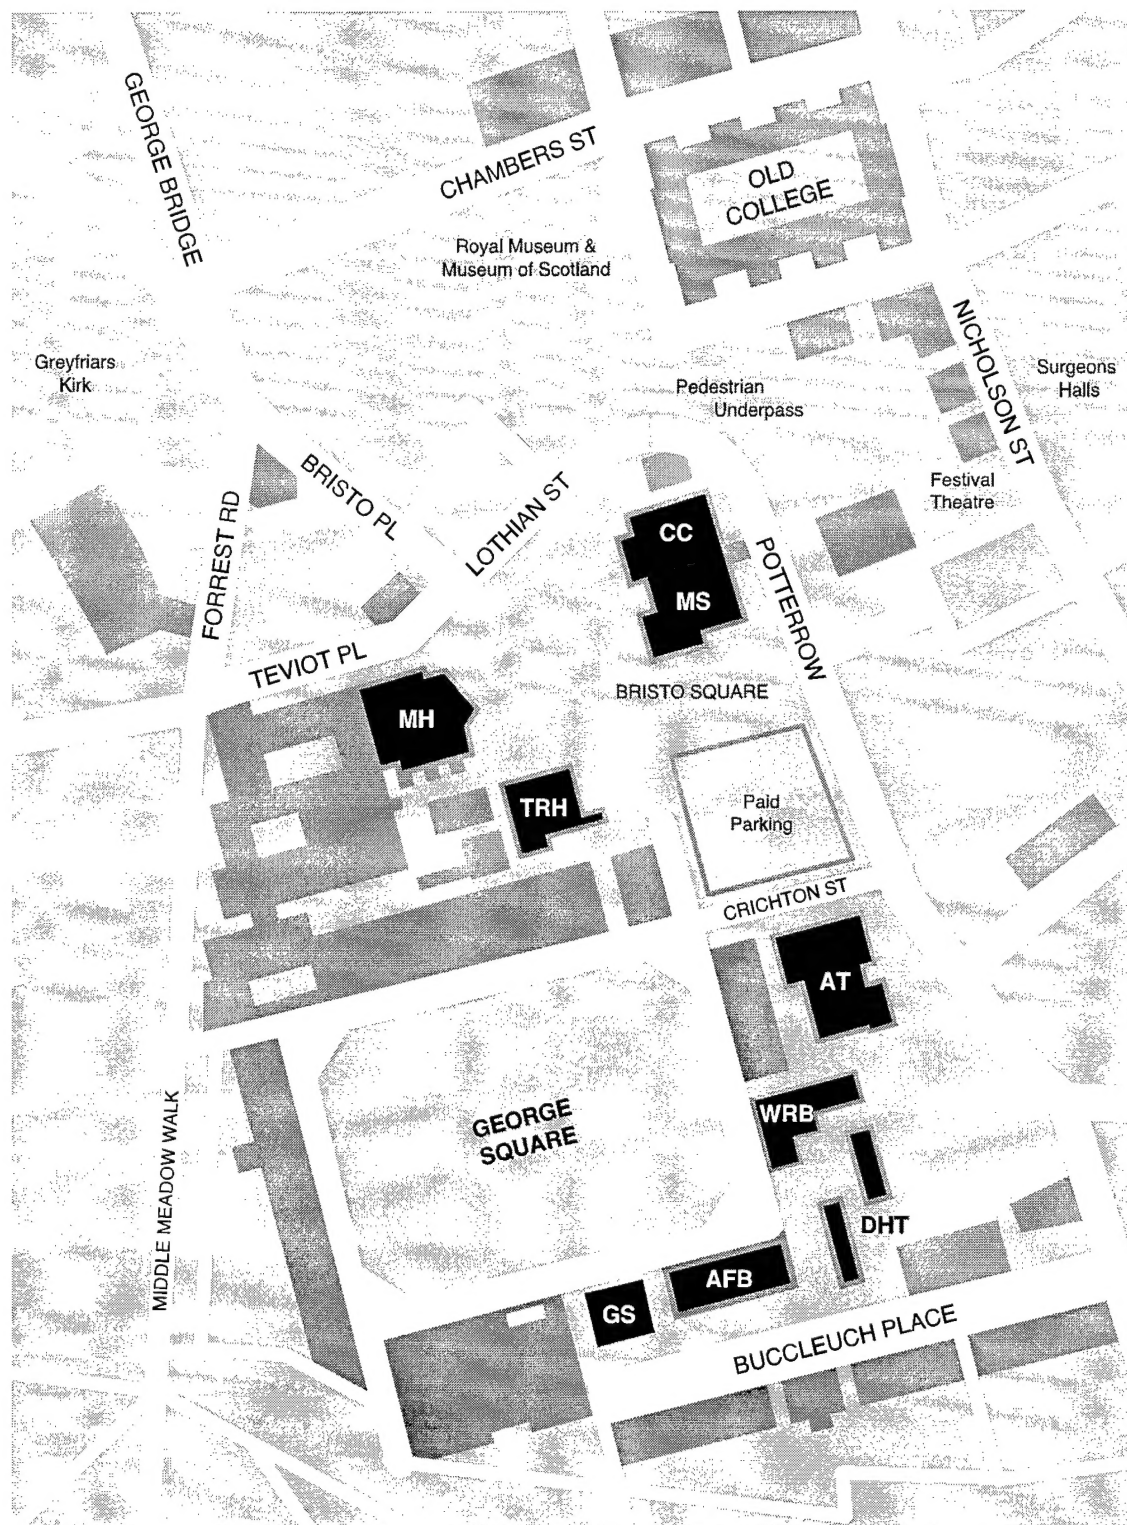 GEORGE BRIDGE
CHAMBERS ST
OLD
COLLEGE
Royal Museum &
Museum of Scotland
NICHOLSON ST
Greyfriars
Kirk
Surgeons
Halls
Pedestrian
Underpass
BRISTO PL
LOTHIAN ST
Festival
Theatre
FORREST RD
CC
MS
POTTERROW
TEVIOT PL
BRISTO SQUARE
MH
TRH
Paid
Parking
CRICHTON ST
AT
GEORGE
SQUARE
WRB
MIDDLE MEADOW WALK
DHT
AFB
GS
BUCCLEUCH PLACE